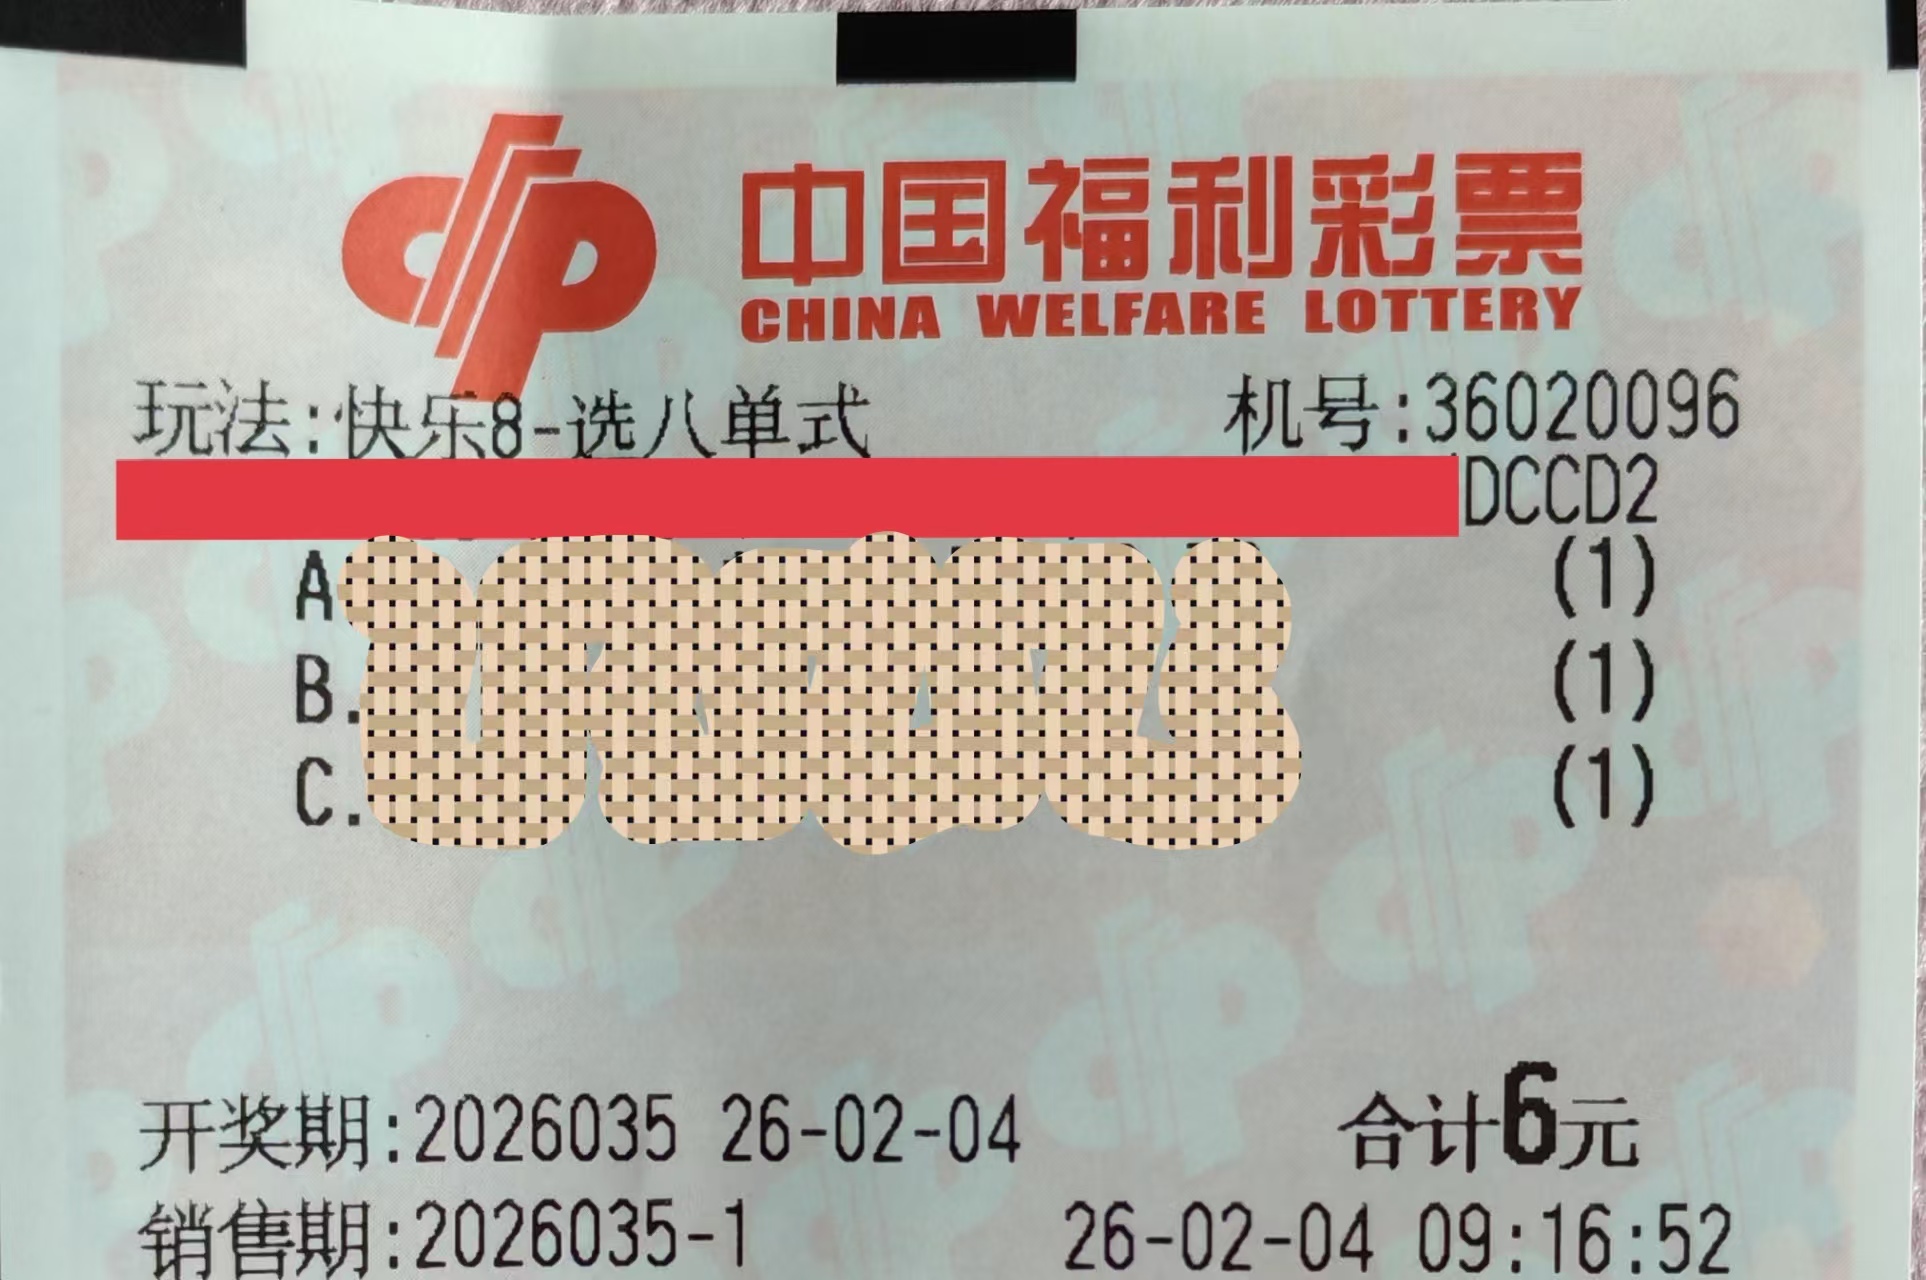 中国福利彩票
CHINA WELFARE LOTTERY
玩法:快乐8-选八单式 机号:36020096
DCCD2
A (1)
B. (1)
C. (1)
开奖期:2026035 26-02-04 合计6元
销售期:2026035-1 26-02-04 09:16:52